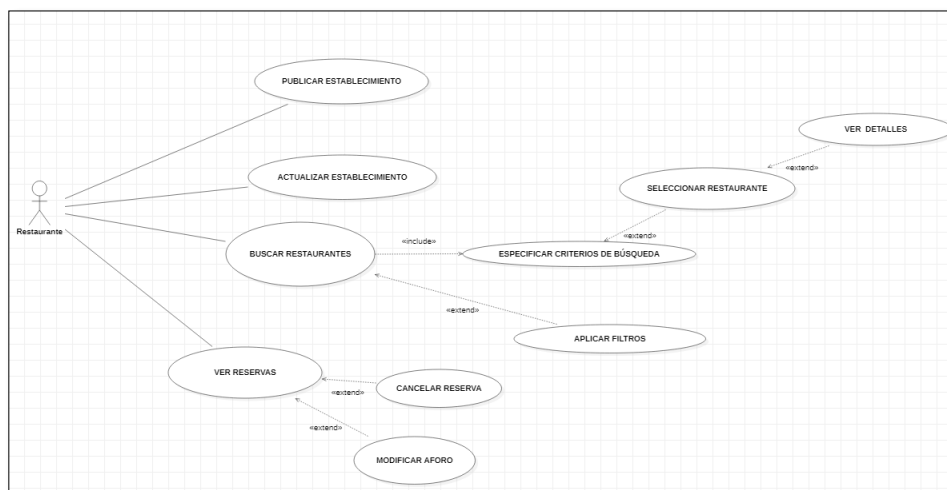 PUBLICAR ESTABLECIMIENTO
VER DETALLES
«extend»
ACTUALIZAR ESTABLECIMIENTO
SELECCIONAR RESTAURANTE
Restaurante
«extend»
«include»
BUSCAR RESTAURANTES
ESPECIFICAR CRITERIOS DE BÚSQUEDA
«extend»
APLICAR FILTROS
VER RESERVAS
CANCELAR RESERVA
«extend»
«extend»
MODIFICAR AFORO